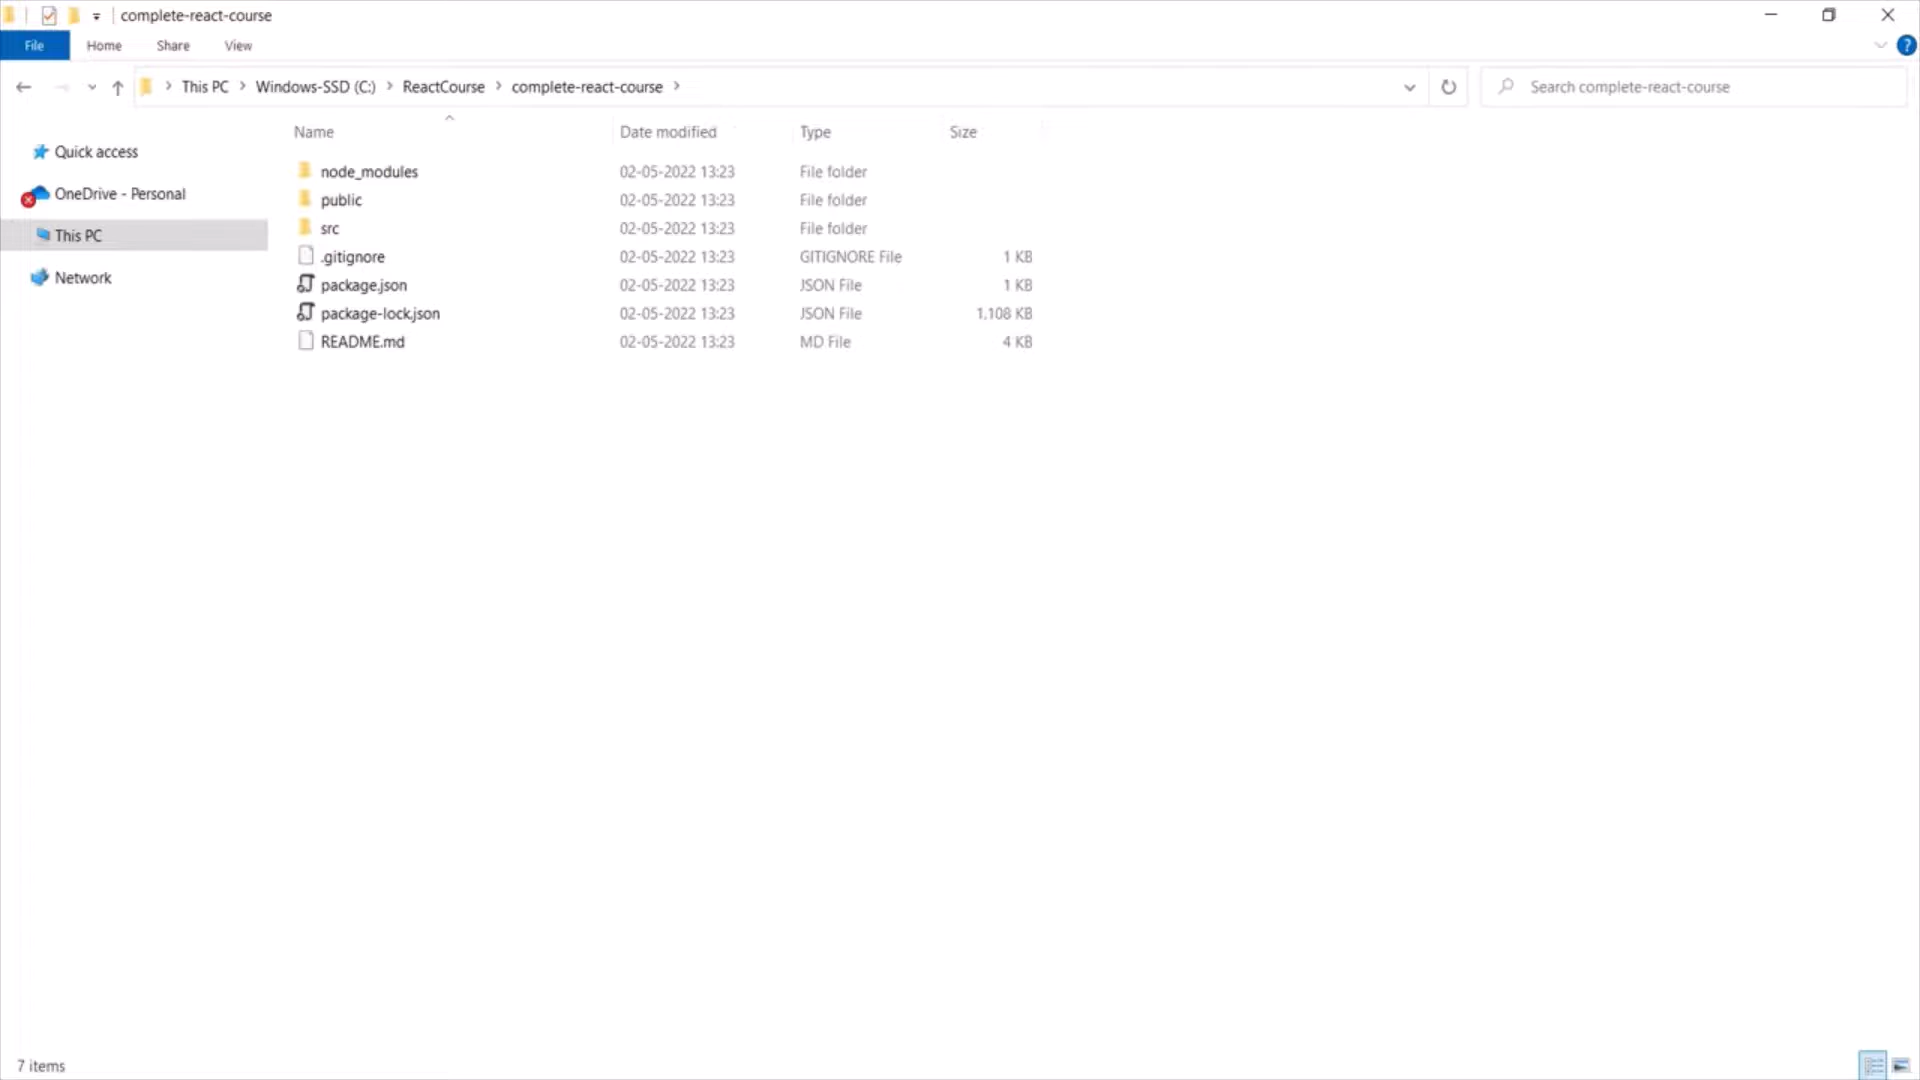 complete-react-course
File Home Share View
This PC Windows-SSD (C:) ReactCourse complete-react-course Search complete-react-course
Name Date modified Type Size
Quick access
OneDrive - Personal
This PC
Network
node_modules 02-05-2022 13:23 File folder
public 02-05-2022 13:23 File folder
src 02-05-2022 13:23 File folder
.gitignore 02-05-2022 13:23 GITIGNORE File 1 KB
package.json 02-05-2022 13:23 JSON File 1 KB
package-lock.json 02-05-2022 13:23 JSON File 1,108 KB
README.md 02-05-2022 13:23 MD File 4 KB
7 items